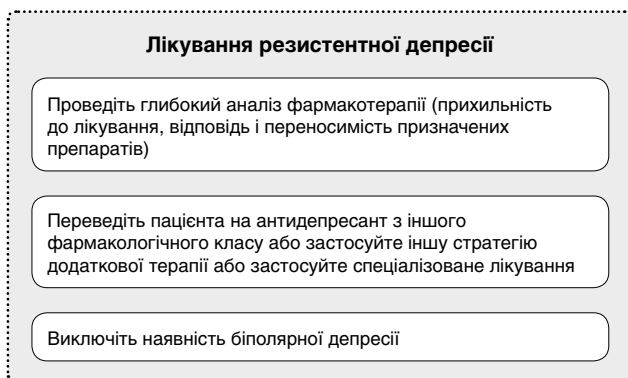 Лікування резистентної депресії
Проведіть глибокий аналіз фармакотерапії (прихильність
до лікування, відповідь і переносимість призначених
препаратів)
Переведіть пацієнта на антидепресант з іншого
фармакологічного класу або застосуйте іншу стратегію
додаткової терапії або застосуйте спеціалізоване лікування
Виключіть наявність біполярної депресії